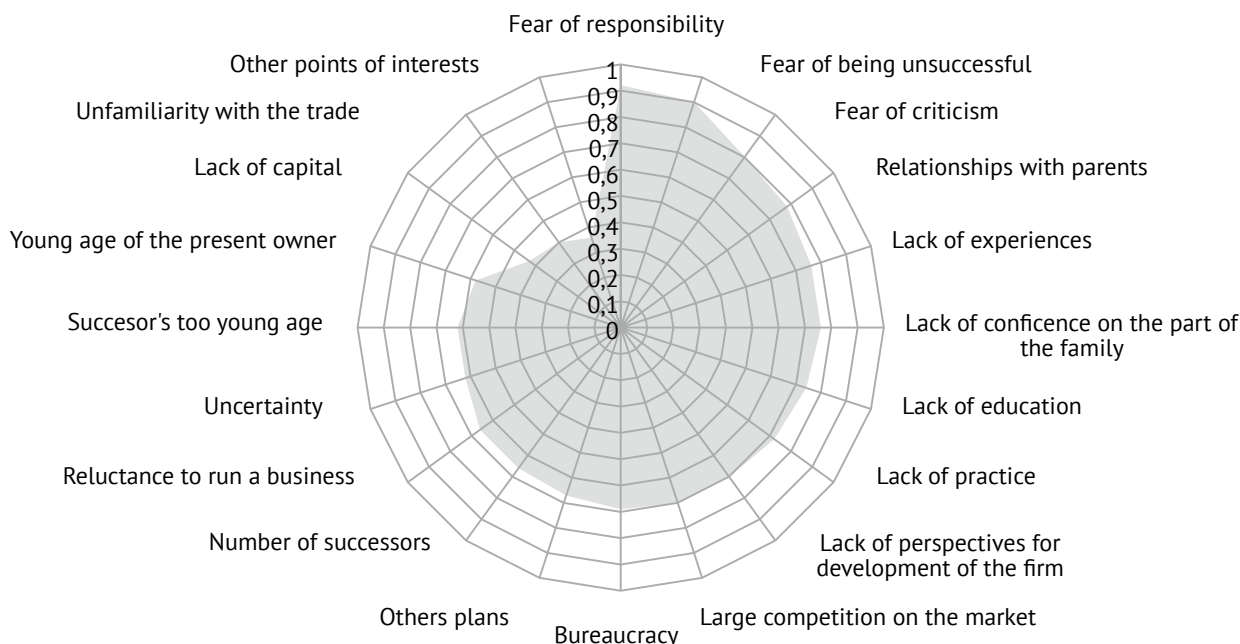 Fear of responsibility
Other points of interests
Fear of being unsuccessful
Unfamiliarity with the trade
Fear of criticism
Lack of capital
Relationships with parents
Young age of the present owner
Lack of experiences
Succesor's too young age
Lack of conficence on the part of
the family
Uncertainty
Lack of education
Reluctance to run a business
Lack of practice
Number of successors
Lack of perspectives for
development of the firm
Others plans
Large competition on the market
Bureaucracy
1
0,9
0,8
0,7
0,6
0,5
0,4
0,3
0,2
0,1
0